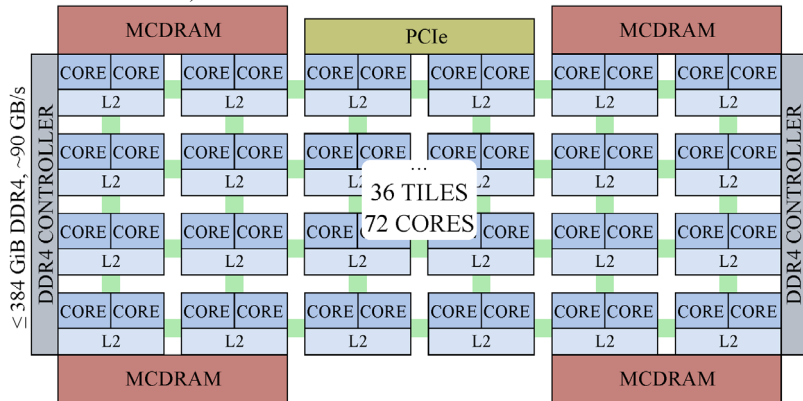 MCDRAM PCIe MCDRAM
CORE CORE CORE CORE CORE CORE CORE CORE CORE CORE CORE CORE
L2 L2 L2 L2 L2 L2
CORE CORE CORE CORE CORE CORE CORE CORE CORE CORE CORE CORE
L2 L2 L2 L2
...
36 TILES
72 CORES
CORE CORE CORE CORE CORE CORE CORE CORE CORE
L2 L2 L2 L2 L2 L2
CORE CORE CORE CORE CORE CORE CORE CORE CORE CORE CORE CORE
L2 L2 L2 L2 L2 L2
MCDRAM MCDRAM
≤ 384 GiB DDR4, ~90 GB/s
DDR4 CONTROLLER
DDR4 CONTROLLER